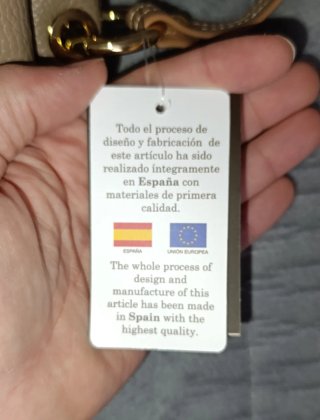 Todo el proceso de
diseño y fabricación de
este artículo ha sido
realizado íntegramente
en España con
materiales de primera
calidad.
ESPAÑA UNIÓN EUROPEA
The whole process of
design and
manufacture of this
article has been made
in Spain with the
highest quality.